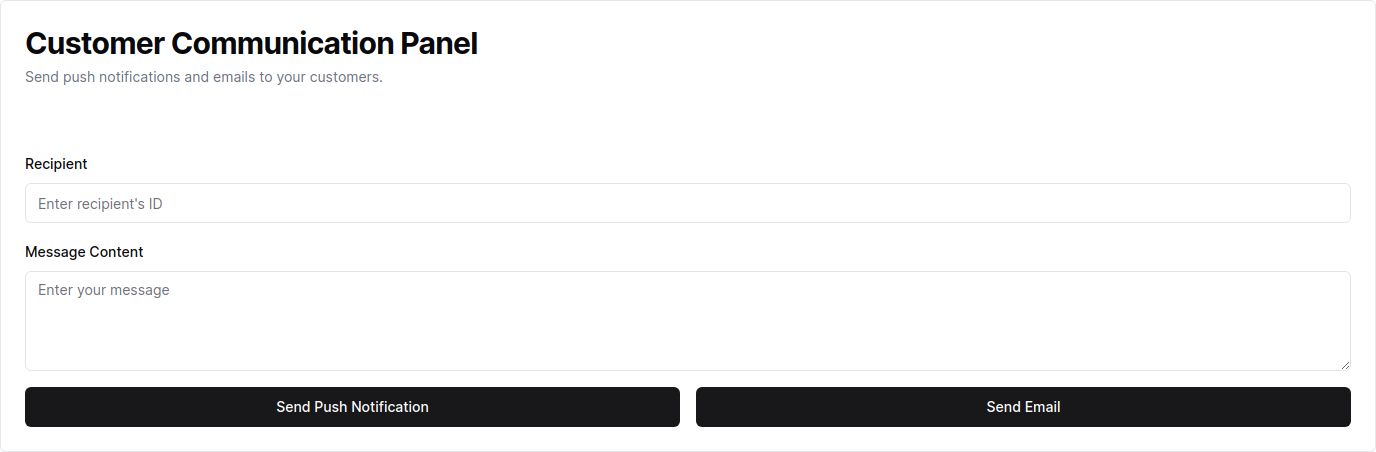 Customer Communication Panel
Send push notifications and emails to your customers.
Recipient
Enter recipient's ID
Message Content
Enter your message
Send Push Notification
Send Email